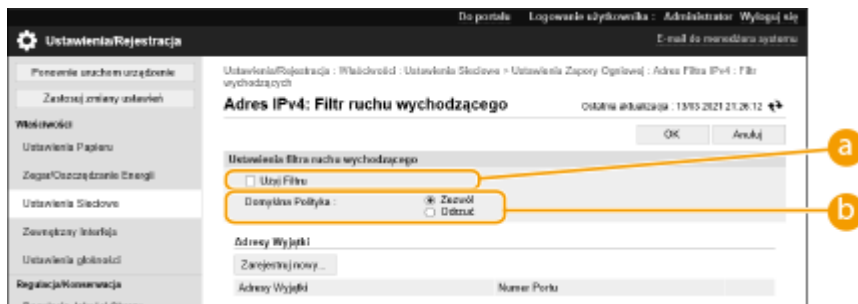 Do portalu Logowanie użytkownika : Administrator Wyloguj się
Ustawienia/Rejestracja
E-mail do menedżera systemu
Ponownie uruchom urządzenie
Zastosuj zmiany ustawień
Właściwości
Ustawienia Papieru
Zegar/Oszczędzanie Energii
Ustawienia Sieciowe
Zewnętrzny Interfejs
Ustawienia głośności
Regulacja/Konserwacja
Ustawienia/Rejestracja : Właściwości : Ustawienia Sieciowe > Ustawienia Zapory Ogniowej : Adres Filtra IPv4 : Filtr
wychodzących
Adres IPv4: Filtr ruchu wychodzącego
Ostatnia aktualizacja : 13/03 2021 21:26:12
OK Anuluj
Ustawienia filtra ruchu wychodzącego
Użyj Filtru
a
Domyślna Polityka : Zezwól
Odrzuć
b
Adresy Wyjątki
Zarejestruj nowy...
Adresy Wyjątki Numer Portu